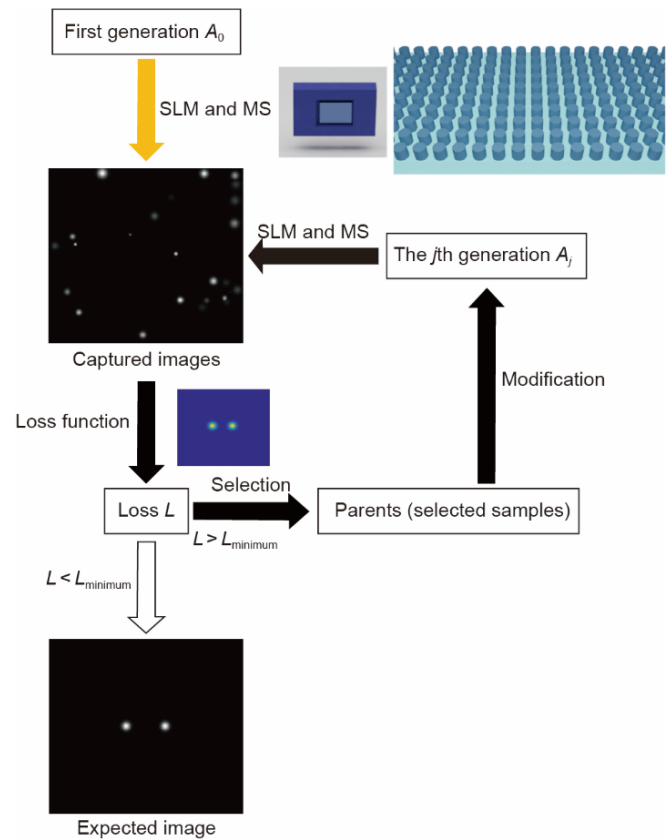 First generation A₀
SLM and MS
SLM and MS
The jth generation Aⱼ
Captured images
Modification
Loss function
Selection
Loss L
Parents (selected samples)
L > Lminimum
L < Lminimum
Expected image